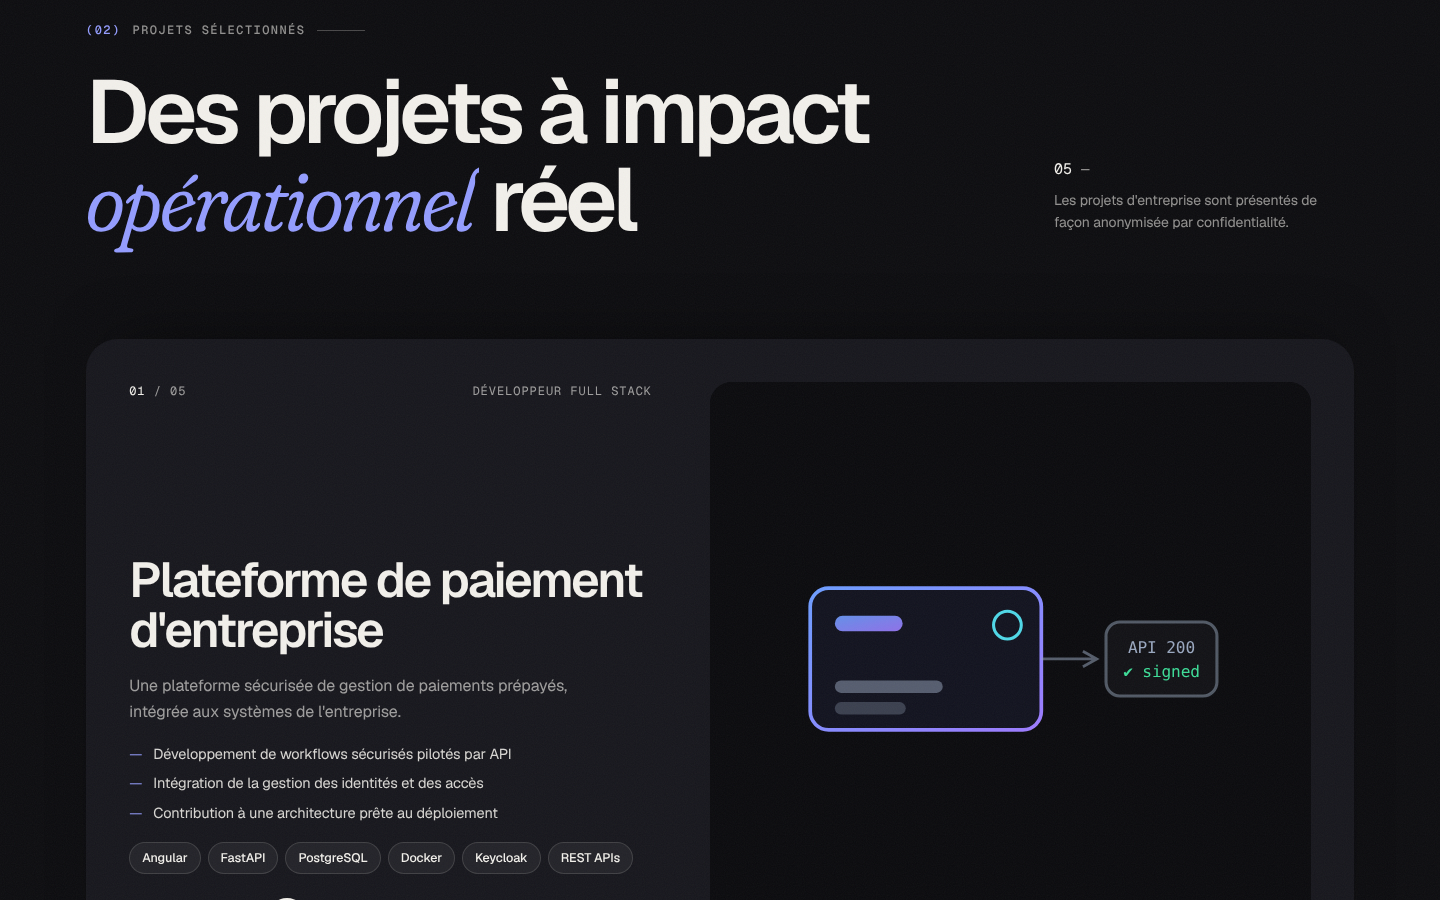 (02) PROJETS SÉLECTIONNÉS
Des projets à impact
opérationnel réel
05 —
Les projets d'entreprise sont présentés de
façon anonymisée par confidentialité.
01 / 05
DÉVELOPPEUR FULL STACK
Plateforme de paiement
d'entreprise
Une plateforme sécurisée de gestion de paiements prépayés,
intégrée aux systèmes de l'entreprise.
— Développement de workflows sécurisés pilotés par API
— Intégration de la gestion des identités et des accès
— Contribution à une architecture prête au déploiement
Angular FastAPI PostgreSQL Docker Keycloak REST APIs
API 200
✔ signed